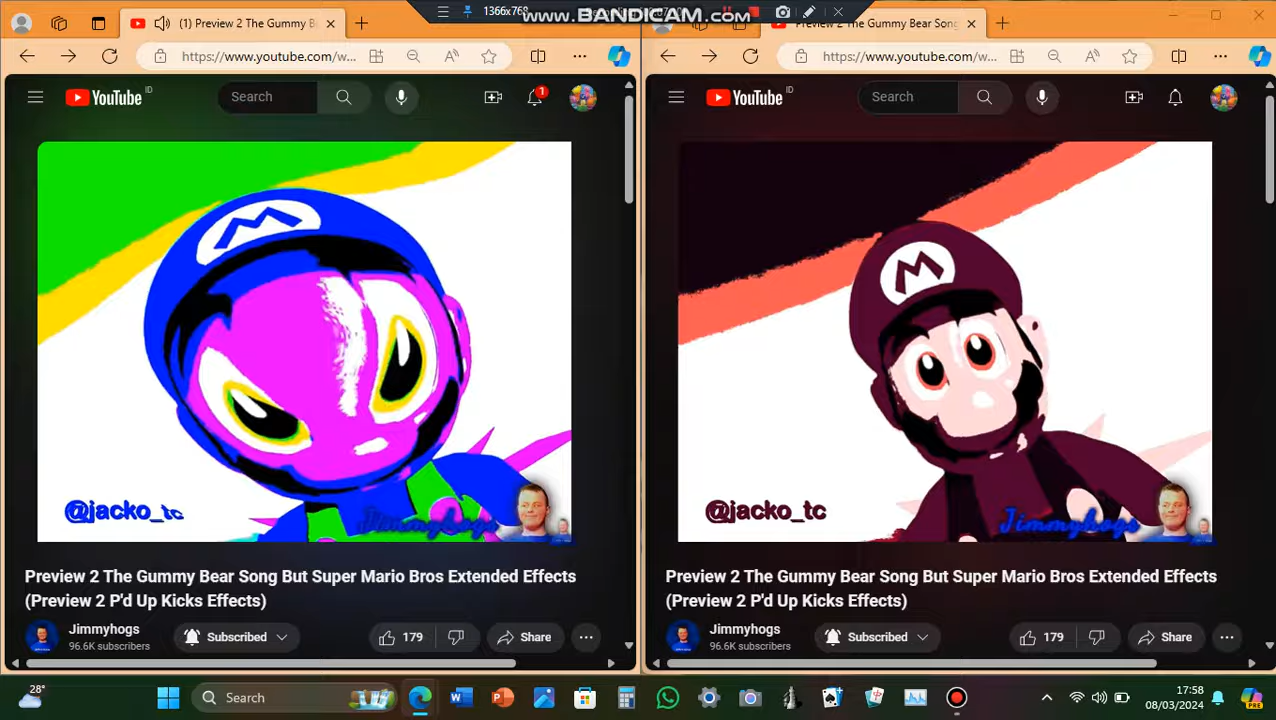 1366x768
www.BANDICAM.com
(1) Preview 2 The Gummy B
Preview 2 The Gummy Bear Song
https://www.youtube.com/w...
https://www.youtube.com/w...
YouTube ID
Search
1
YouTube ID
Search
M
@jacko_tc
Jimmyhogs
M
@jacko_tc
Jimmyhogs
Preview 2 The Gummy Bear Song But Super Mario Bros Extended Effects
(Preview 2 P'd Up Kicks Effects)
Jimmyhogs
96.6K subscribers
Subscribed
179
Share
Preview 2 The Gummy Bear Song But Super Mario Bros Extended Effects
(Preview 2 P'd Up Kicks Effects)
Jimmyhogs
96.6K subscribers
Subscribed
179
Share
28°
Search
17:58
08/03/2024
PRE